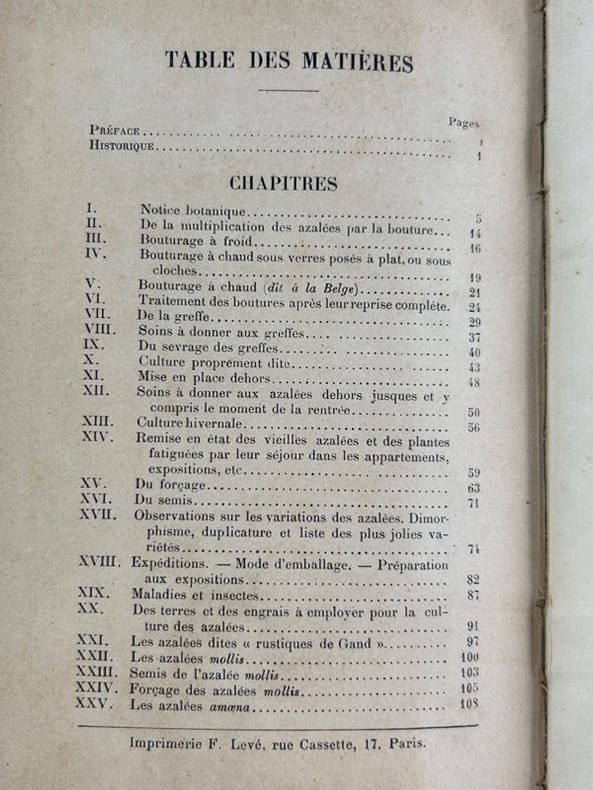 TABLE DES MATIÈRES
Pages
PRÉFACE.................................................. I
HISTORIQUE............................................. 1
CHAPITRES
I. Notice botanique............................... 5
II. De la multiplication des azalées par la bouture... 14
III. Bouturage à froid............................. 16
IV. Bouturage à chaud sous verres posés à plat, ou sous
cloches.................................. 19
V. Bouturage à chaud (dit à la Belge)............. 21
VI. Traitement des boutures après leur reprise complète. 24
VII. De la greffe..................................... 29
VIII. Soins à donner aux greffes.................... 37
IX. Du sevrage des greffes......................... 40
X. Culture proprement dite........................ 43
XI. Mise en place dehors........................... 48
XII. Soins à donner aux azalées dehors jusques et y
compris le moment de la rentrée............... 50
XIII. Culture hivernale.............................. 56
XIV. Remise en état des vieilles azalées et des plantes
fatiguées par leur séjour dans les appartements,
expositions, etc............................... 59
XV. Du forçage..................................... 63
XVI. Du semis....................................... 71
XVII. Observations sur les variations des azalées. Dimor-
phisme, duplicature et liste des plus jolies va-
riétés........................................ 74
XVIII. Expéditions. — Mode d'emballage. — Préparation
aux expositions............................... 82
XIX. Maladies et insectes........................... 87
XX. Des terres et des engrais à employer pour la cul-
ture des azalées.............................. 91
XXI. Les azalées dites « rustiques de Gand »......... 97
XXII. Les azalées mollis............................. 100
XXIII. Semis de l'azalée mollis....................... 103
XXIV. Forçage des azalées mollis..................... 105
XXV. Les azalées amœna.............................. 108
Imprimerie F. Levé, rue Cassette, 17. Paris.